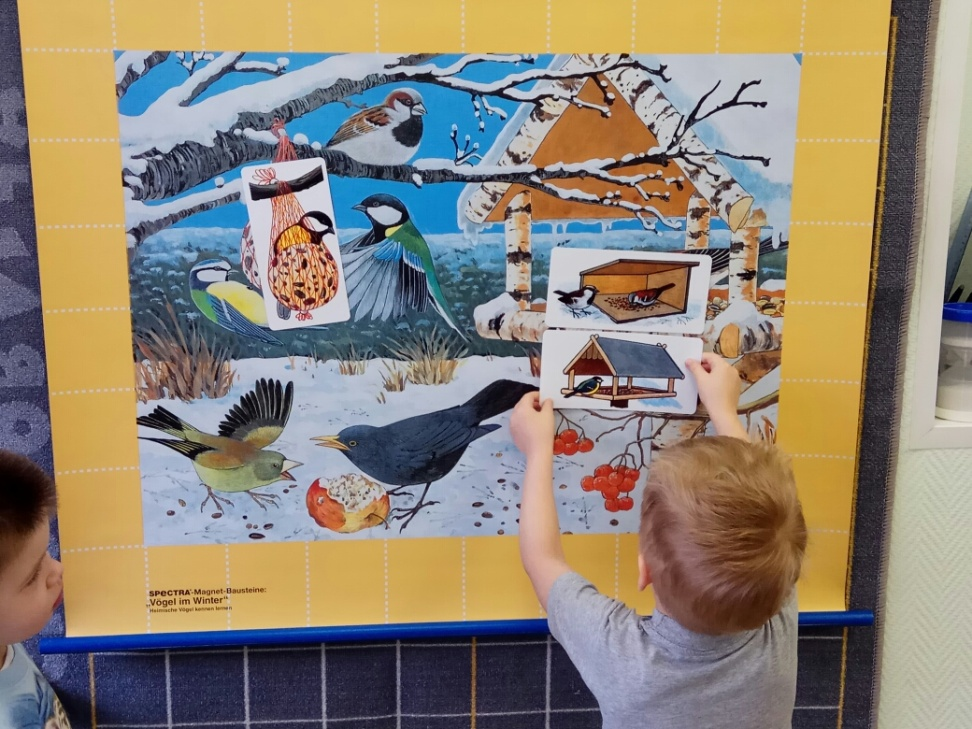 SPECTRA®-Magnet-Bausteine:
„Vögel im Winter“
Heimische Vögel kennen lernen